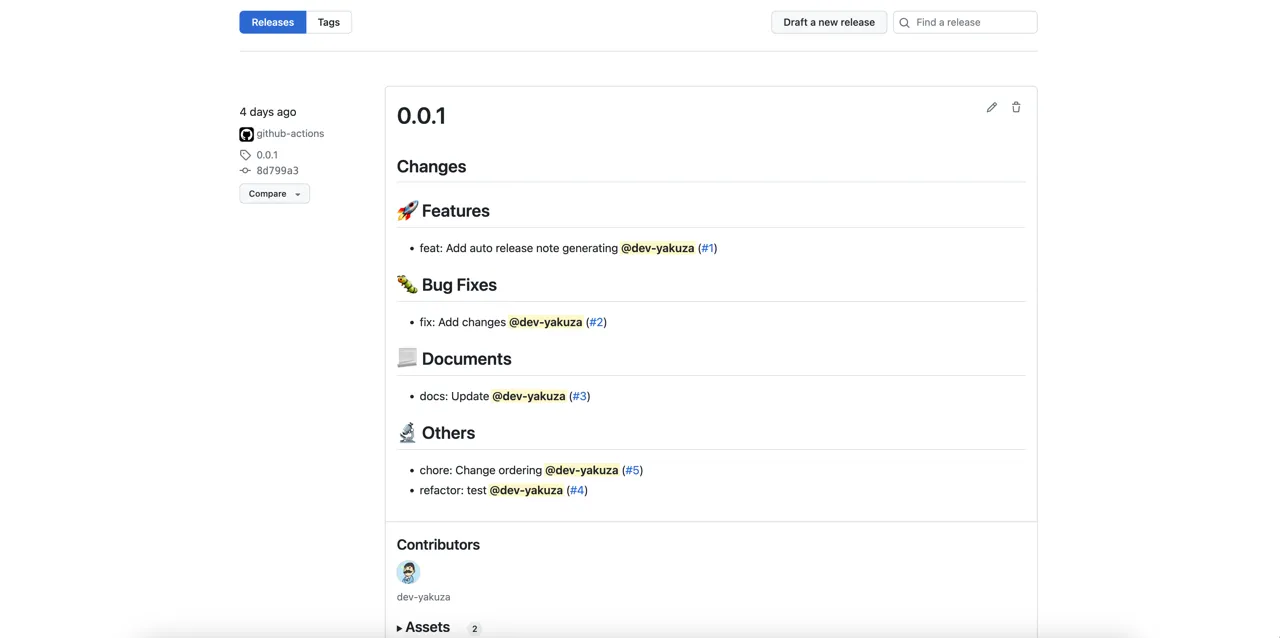 Releases Tags Draft a new release Find a release
4 days ago
github-actions
0.0.1
8d799a3
Compare
0.0.1
Changes
🚀 Features
• feat: Add auto release note generating @dev-yakuza (#1)
🐛 Bug Fixes
• fix: Add changes @dev-yakuza (#2)
📜 Documents
• docs: Update @dev-yakuza (#3)
🔬 Others
• chore: Change ordering @dev-yakuza (#5)
• refactor: test @dev-yakuza (#4)
Contributors
dev-yakuza
Assets 2